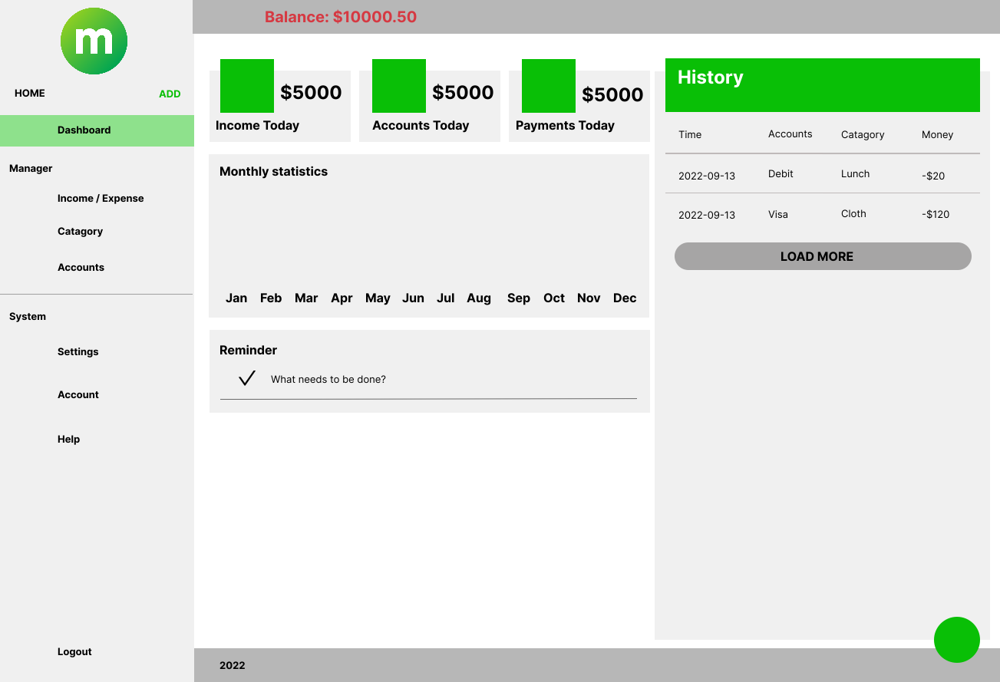 m
HOME
ADD
Dashboard
Manager
Income / Expense
Catagory
Accounts
System
Settings
Account
Help
Logout
Balance: $10000.50
$5000
Income Today
$5000
Accounts Today
$5000
Payments Today
Monthly statistics
Jan Feb Mar Apr May Jun Jul Aug Sep Oct Nov Dec
Reminder
What needs to be done?
History
Time Accounts Catagory Money
2022-09-13 Debit Lunch -$20
2022-09-13 Visa Cloth -$120
LOAD MORE
2022